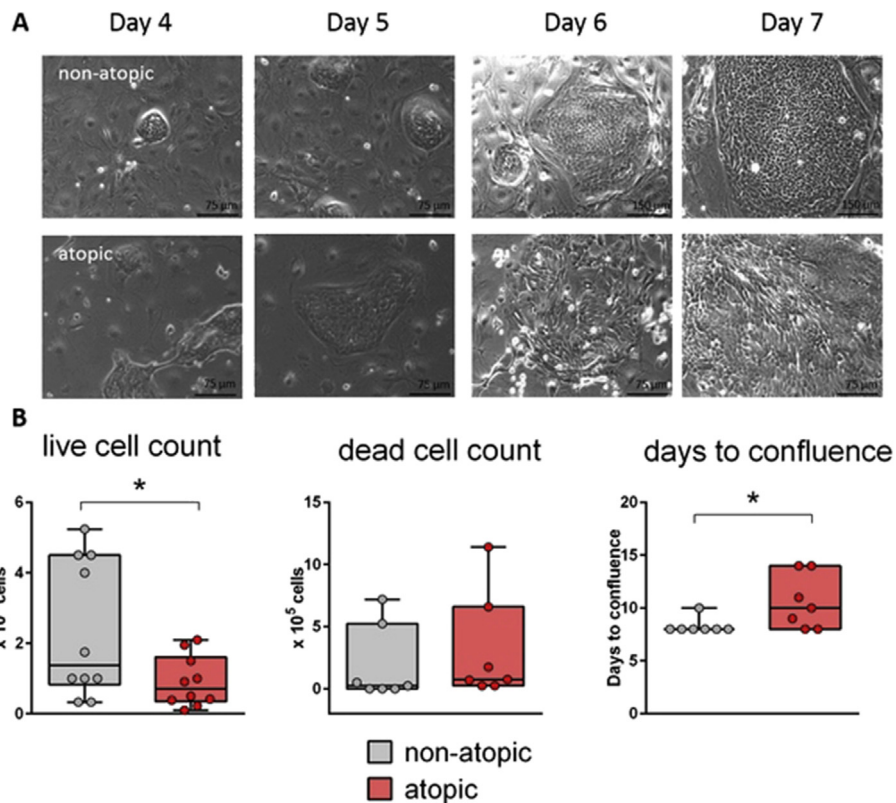 A Day 4 Day 5 Day 6 Day 7
non-atopic
75 µm 75 µm 150 µm 150 µm
atopic
75 µm 75 µm 75 µm 75 µm
B
live cell count dead cell count days to confluence
* *
6 15 20
4 10 15
2 5 10
0 0 5
0
cells
x 10⁵ cells
Days to confluence
non-atopic
atopic